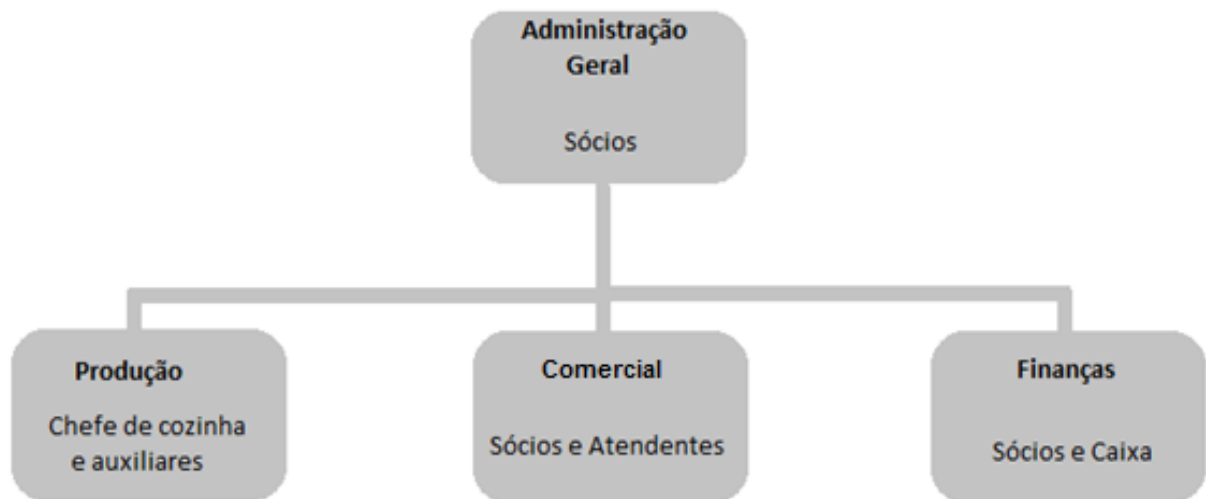 Administração
Geral
Sócios
Produção
Chefe de cozinha
e auxiliares
Comercial
Sócios e Atendentes
Finanças
Sócios e Caixa